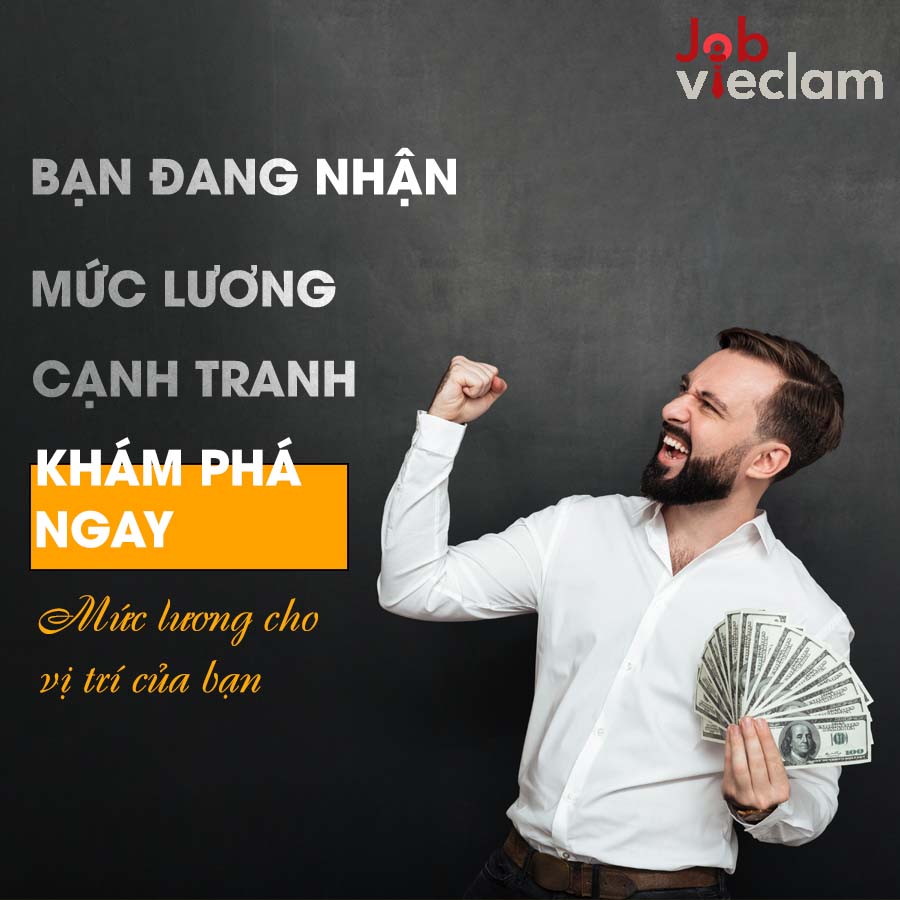 Job
vieclam
BẠN ĐANG NHẬN
MỨC LƯƠNG
CẠNH TRANH
KHÁM PHÁ
NGAY
Mức lương cho
vị trí của bạn
100